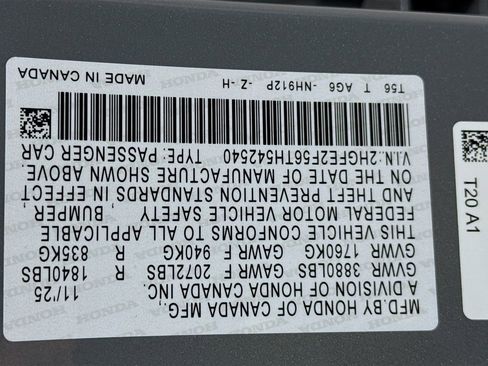 MFD.BY HONDA OF CANADA MFG.,
A DIVISION OF HONDA CANADA INC. 11/'25
GVWR 3880LBS GAWR F 2072LBS R 1840LBS
GVWR 1760KG GAWR F 940KG R 835KG
THIS VEHICLE CONFORMS TO ALL APPLICABLE
FEDERAL MOTOR VEHICLE SAFETY BUMPER
AND THEFT PREVENTION STANDARDS IN EFFECT
ON THE DATE OF MANUFACTURE SHOWN ABOVE.
V.I.N: 2HGFE2F56TH542540 TYPE: PASSENGER CAR
T56 T AG6 -NH912P -Z -H MADE IN CANADA
T20 A1